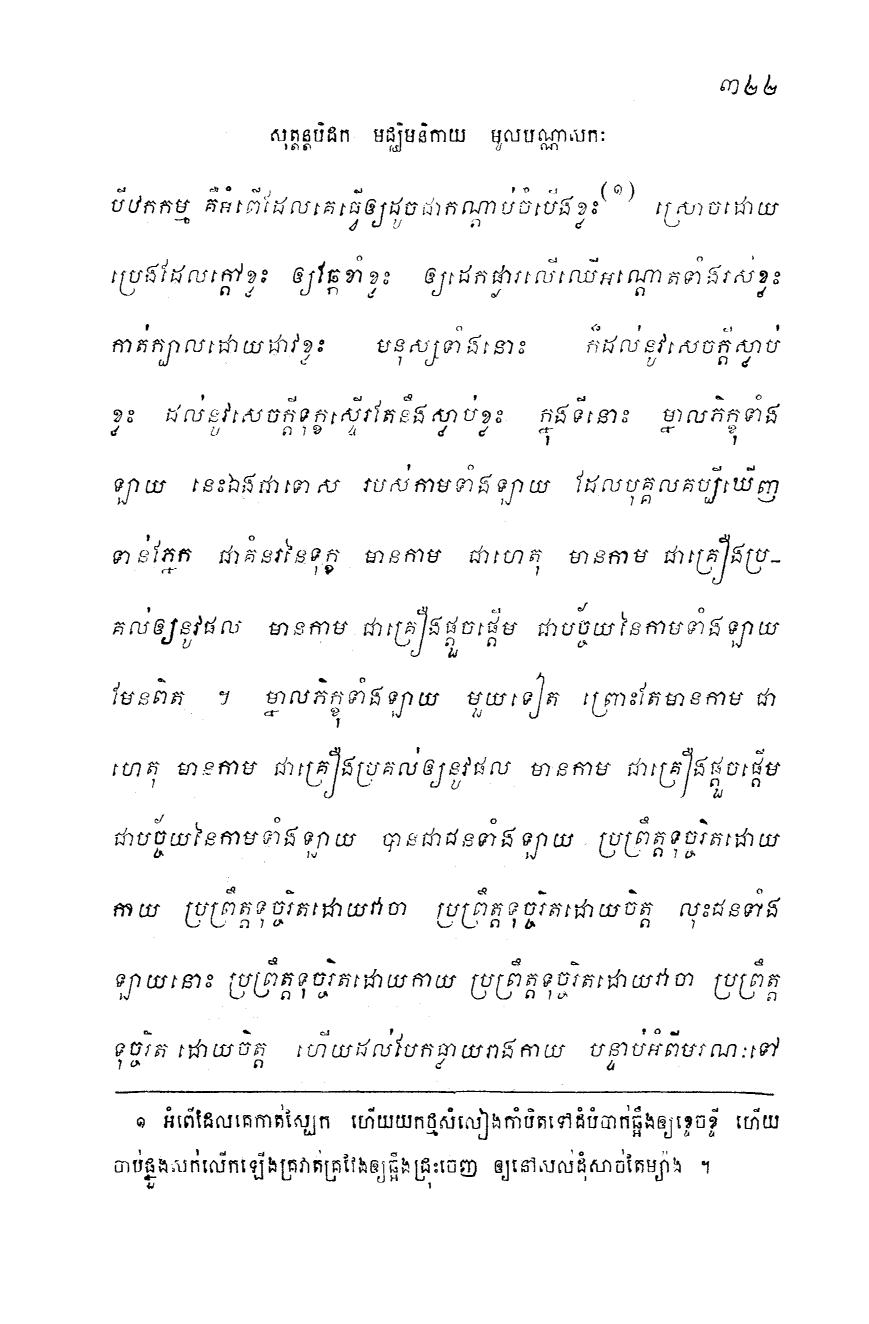 ៣២២
សុត្តន្តបិដក មជ្ឈិមនិកាយ មូលបណ្ណាសកៈ
បីឋកកម្ម គឺអំពើដែលគេធ្វើឲ្យដូចជាកណ្តាប់ចំបើងខ្លះ(១) ស្រោចដោយ
ប្រេងដែលក្តៅខ្លះ ឲ្យឆ្កែខាំខ្លះ ឲ្យដេកផ្ងារលើឈើអណ្តោតទាំងរស់ខ្លះ
កាត់ក្បាលដោយដាវខ្លះ មនុស្សទាំងនោះ ក៏ដល់នូវសេចក្តីស្លាប់
ខ្លះ ដល់នូវសេចក្តីទុក្ខស្ទើរតែនឹងស្លាប់ខ្លះ ក្នុងទីនោះ ម្នាលភិក្ខុទាំង
ឡាយ នេះឯងជាទោស របស់កាមទាំងឡាយ ដែលបុគ្គលគប្បីឃើញ
ទាន់ភ្នែក ជាគំនរនៃទុក្ខ មានកាម ជាហេតុ មានកាម ជាគ្រឿងប្រ-
គល់ឲ្យនូវផល មានកាម ជាគ្រឿងផ្តួចផ្តើម ជាបច្ច័យនៃកាមទាំងឡាយ
មែនពិត ។ ម្នាលភិក្ខុទាំងឡាយ មួយទៀត ព្រោះតែមានកាម ជា
ហេតុ មានកាម ជាគ្រឿងប្រគល់ឲ្យនូវផល មានកាម ជាគ្រឿងផ្តួចផ្តើម
ជាបច្ច័យនៃកាមទាំងឡាយ បានជាជនទាំងឡាយ ប្រព្រឹត្តទុច្ចរិតដោយ
កាយ ប្រព្រឹត្តទុច្ចរិតដោយវាចា ប្រព្រឹត្តទុច្ចរិតដោយចិត្ត លុះជនទាំង
ឡាយនោះ ប្រព្រឹត្តទុច្ចរិតដោយកាយ ប្រព្រឹត្តទុច្ចរិតដោយវាចា ប្រព្រឹត្ត
ទុច្ចរិត ដោយចិត្ត ហើយដល់បែកធ្លាយរាងកាយ បន្ទាប់អំពីមរណៈទៅ
១ អំពើដែលគេកាត់ស្បែក ហើយយកថ្មសំលៀងកាំបិតទៅដំបំបាក់ឆ្អឹងឲ្យខ្ទេចខ្ទី ហើយ
ចាប់ផ្នួងសក់លើកឡើងគ្រវាត់គ្រវែងឲ្យឆ្អឹងជ្រុះចេញ ឲ្យនៅសល់ដុំសាច់តែម្យ៉ាង ។